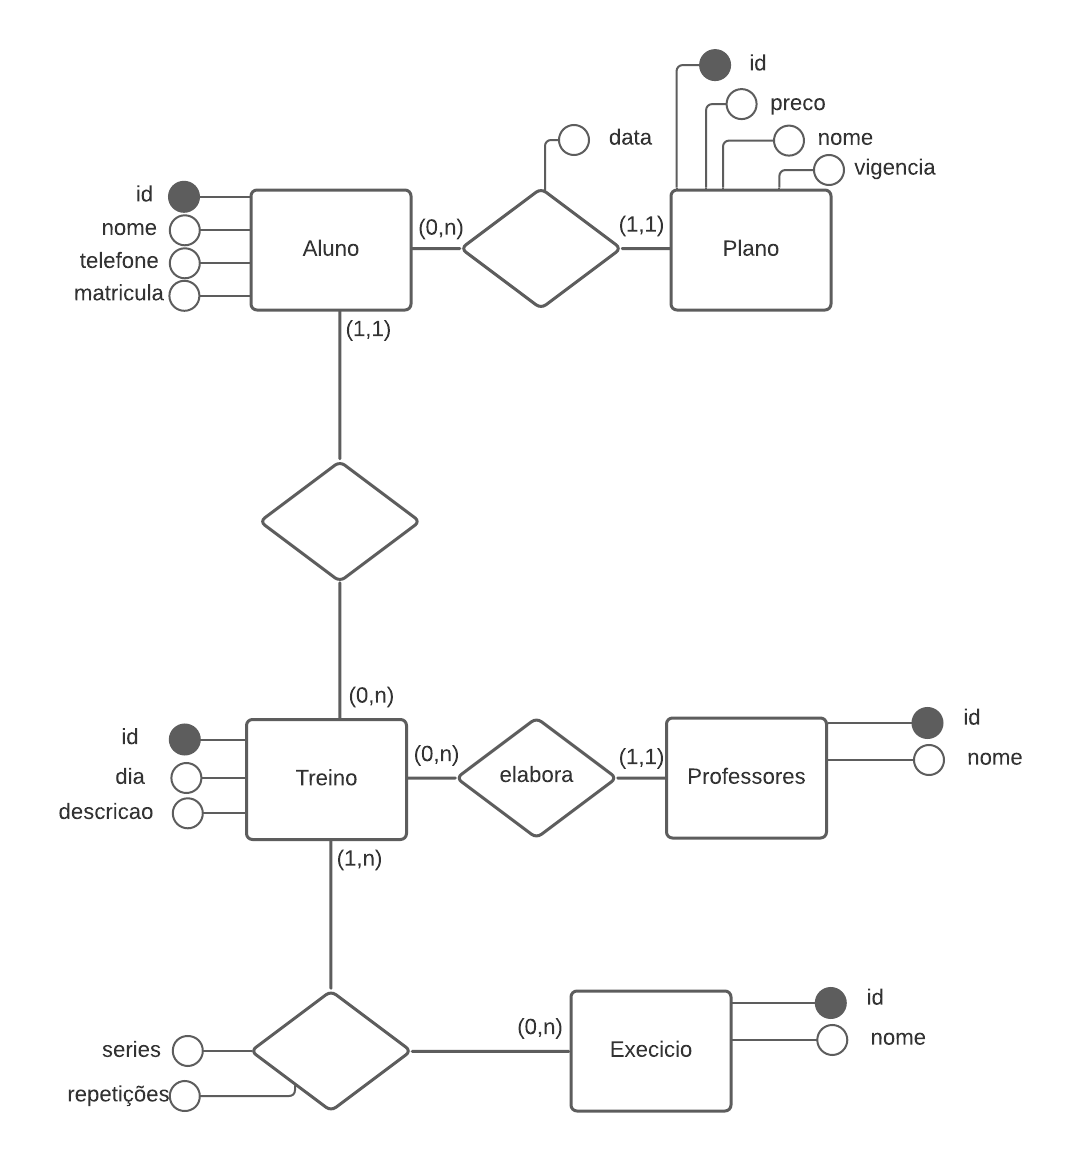 id
preco
nome
vigencia
data
id
nome
telefone
matricula
Aluno
(0,n)
(1,1)
Plano
(1,1)
(0,n)
id
dia
descricao
Treino
(0,n)
elabora
(1,1)
Professores
id
nome
(1,n)
series
repetições
(0,n)
Execicio
id
nome